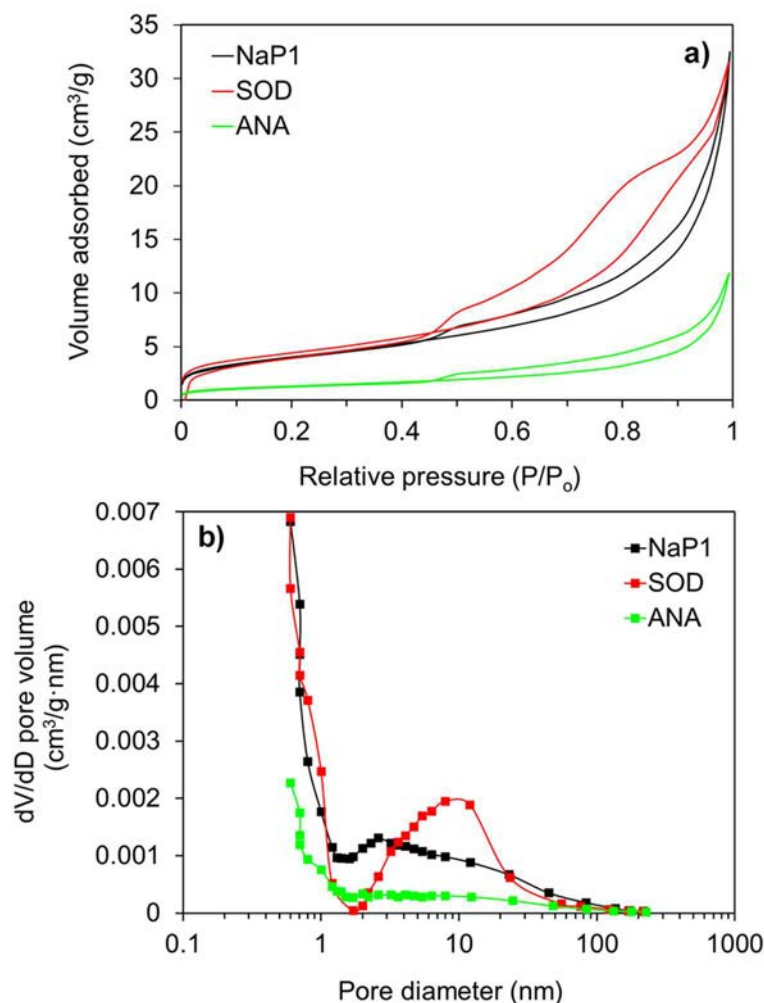 a)
NaP1
SOD
ANA
Volume adsorbed (cm³/g)
35
30
25
20
15
10
5
0
0 0.2 0.4 0.6 0.8 1
Relative pressure (P/Pₒ)
b)
NaP1
SOD
ANA
dV/dD pore volume
(cm³/g·nm)
0.007
0.006
0.005
0.004
0.003
0.002
0.001
0
0.1 1 10 100 1000
Pore diameter (nm)